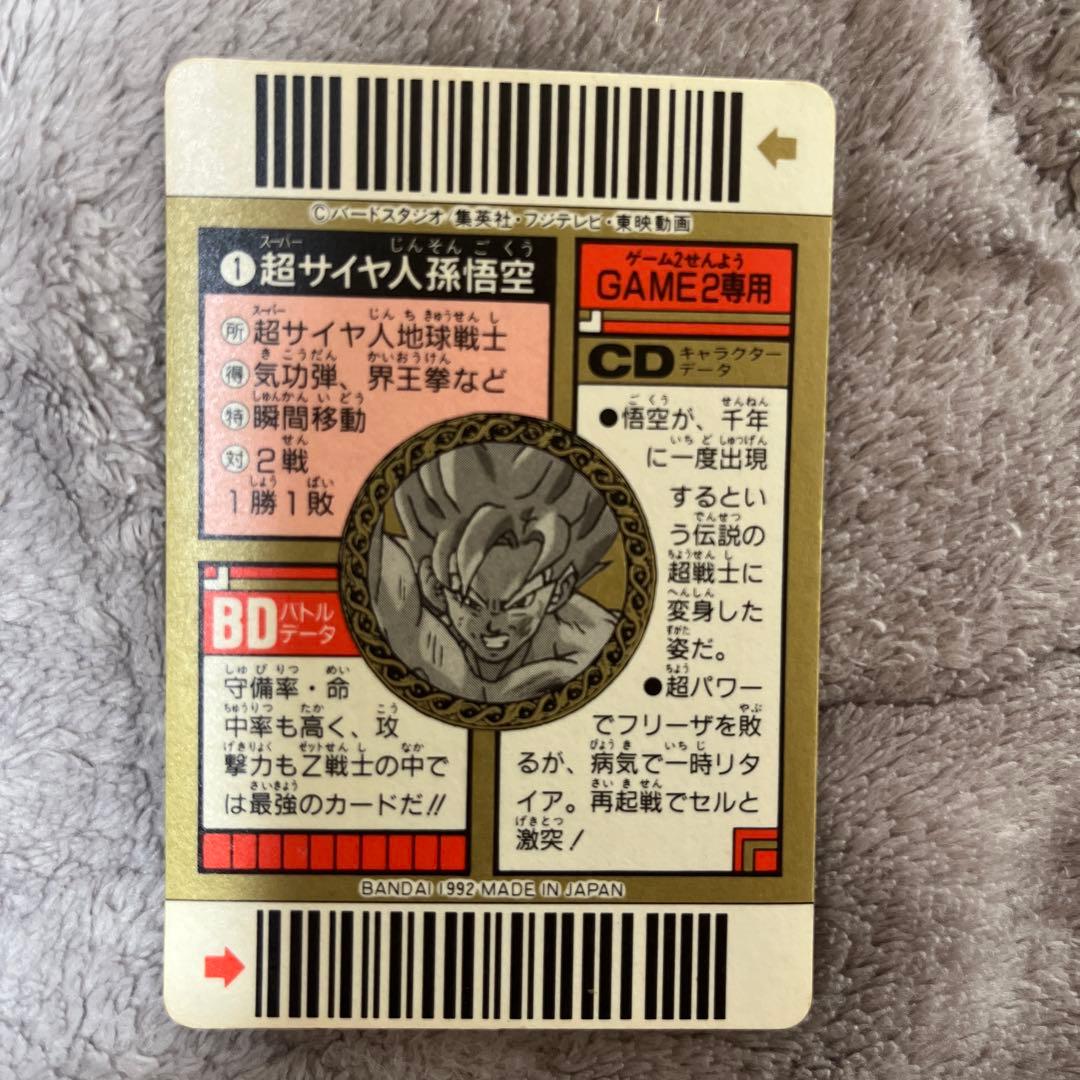 ©バードスタジオ/集英社・フジテレビ・東映動画
スーパー じんそんごくう
① 超サイヤ人孫悟空
スーパー じんちきゅうせんし
所 超サイヤ人地球戦士
きこうだん かいおうけん
得 気功弾、界王拳など
しゅんかんいどう
特 瞬間移動
せん
対 2戦
しょう ぱい
1勝1敗
BD バトル
データ
しゅびりつ めい
守備率・命
ちゅうりつ たか こう
中率も高く、攻
げきりょく ゼットせんし なか
撃力もZ戦士の中で
さいきょう
は最強のカードだ!!
ゲーム2せんよう
GAME2専用
CD キャラクター
データ
ごくう せんねん
●悟空が、千年
いちどしゅつげん
に一度出現
するとい
でんせつ
う伝説の
ちょうせんし
超戦士に
へんしん
変身した
すがた
姿だ。
ちょう
●超パワー
やぶ
でフリーザを敗
びょうき いちじ
るが、病気で一時リタ
さいきせん
イア。再起戦でセルと
げきとつ
激突!
BANDAI 1992 MADE IN JAPAN